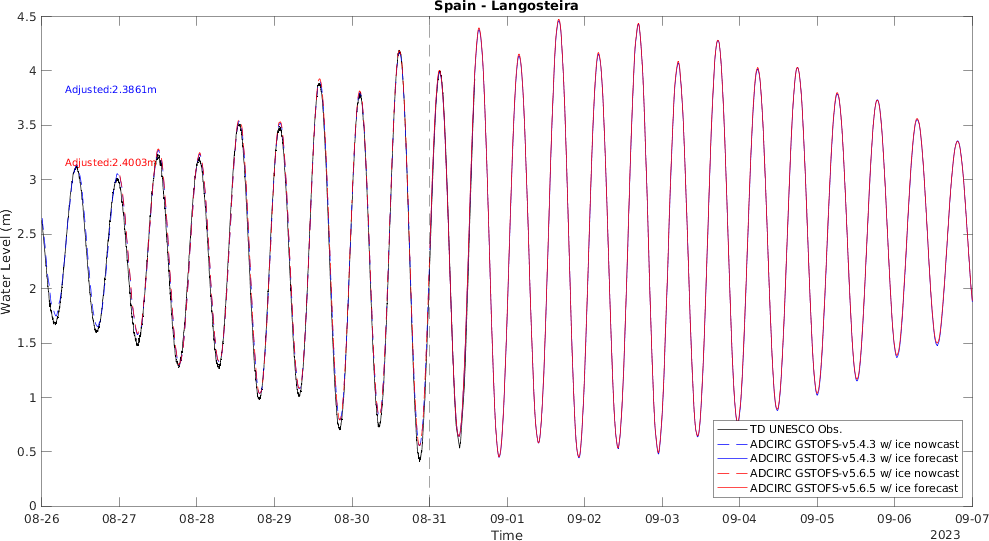 Spain - Langosteira
4.5
4
3.5
3
2.5
2
1.5
1
0.5
0
Water Level (m)
Adjusted:2.3861m
Adjusted:2.4003m
TD UNESCO Obs.
ADCIRC GSTOFS-v5.4.3 w/ ice nowcast
ADCIRC GSTOFS-v5.4.3 w/ ice forecast
ADCIRC GSTOFS-v5.6.5 w/ ice nowcast
ADCIRC GSTOFS-v5.6.5 w/ ice forecast
08-26 08-27 08-28 08-29 08-30 08-31 09-01 09-02 09-03 09-04 09-05 09-06 09-07
Time
2023